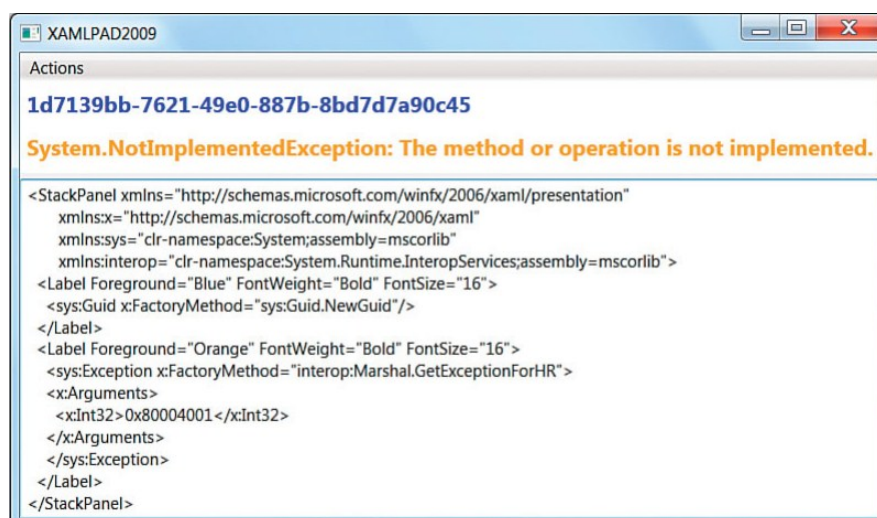 XAMLPAD2009
Actions
1d7139bb-7621-49e0-887b-8bd7d7a90c45
System.NotImplementedException: The method or operation is not implemented.
<StackPanel xmlns="http://schemas.microsoft.com/winfx/2006/xaml/presentation"
xmlns:x="http://schemas.microsoft.com/winfx/2006/xaml"
xmlns:sys="clr-namespace:System;assembly=mscorlib"
xmlns:interop="clr-namespace:System.Runtime.InteropServices;assembly=mscorlib">
<Label Foreground="Blue" FontWeight="Bold" FontSize="16">
<sys:Guid x:FactoryMethod="sys:Guid.NewGuid"/>
</Label>
<Label Foreground="Orange" FontWeight="Bold" FontSize="16">
<sys:Exception x:FactoryMethod="interop:Marshal.GetExceptionForHR">
<x:Arguments>
<x:Int32>0x80004001</x:Int32>
</x:Arguments>
</sys:Exception>
</Label>
</StackPanel>